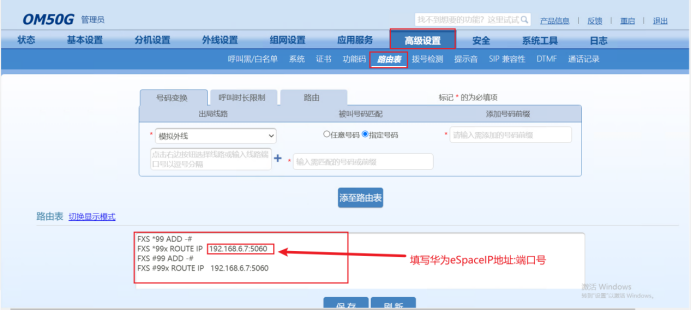 OM50G 管理员
找不到想要的功能？这里试试 产品信息 | 反馈 | 重启 | 退出
状态 基本设置 分机设置 外线设置 组网设置 应用服务 高级设置 安全 系统工具 日志
呼叫黑/白名单 系统 证书 功能码 路由表 拨号检测 提示音 SIP 兼容性 DTMF 通话记录
号码变换 呼叫时长限制 路由 标记 * 的为必填项
出局线路 被叫号码匹配 添加号码前缀
* 模拟外线 任意号码 指定号码 * 请输入需添加的号码前缀
点击右边按钮选择线路或输入线路端口号以逗号分隔 + * 输入需匹配的号码或前缀
添至路由表
路由表 切换显示模式
FXS *99 ADD -#
FXS *99x ROUTE IP 192.168.6.7:5060
FXS #99 ADD -#
FXS #99x ROUTE IP 192.168.6.7:5060
填写华为eSpaceIP地址:端口号
激活 Windows
转到"设置"以激活 Windows。
保存 刷新